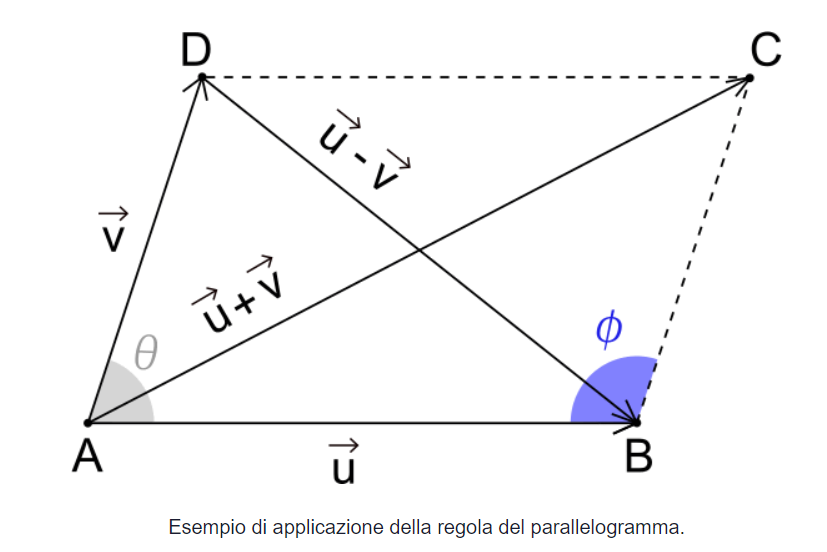 D
C
u⃗ - v⃗
v⃗
u⃗+v⃗
θ
ϕ
A
B
u⃗
Esempio di applicazione della regola del parallelogramma.